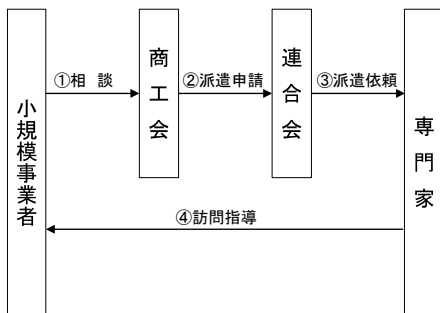 小規模事業者
①相　談
商工会
②派遣申請
連合会
③派遣依頼
専門家
④訪問指導